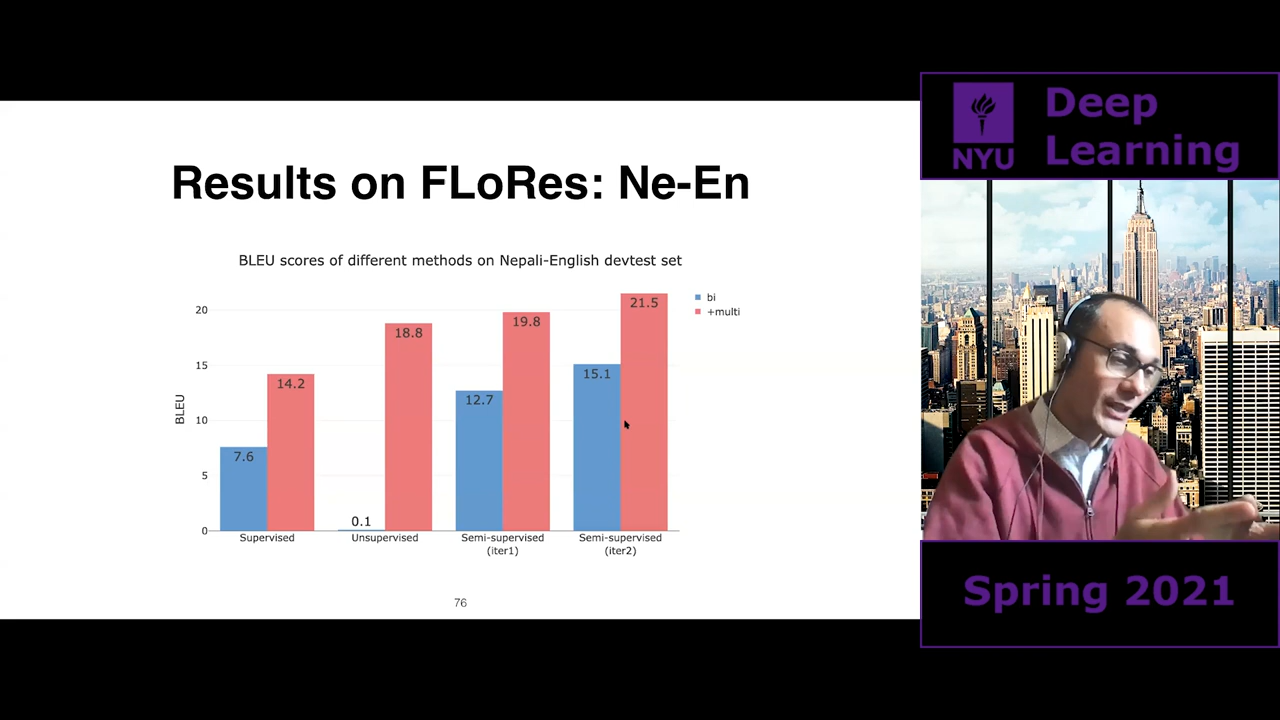 Results on FLoRes: Ne-En
BLEU scores of different methods on Nepali-English devtest set
bi
+multi
BLEU
20
15
10
5
0
7.6
14.2
0.1
18.8
12.7
19.8
15.1
21.5
Supervised
Unsupervised
Semi-supervised
(iter1)
Semi-supervised
(iter2)
76
NYU
Deep
Learning
Spring 2021